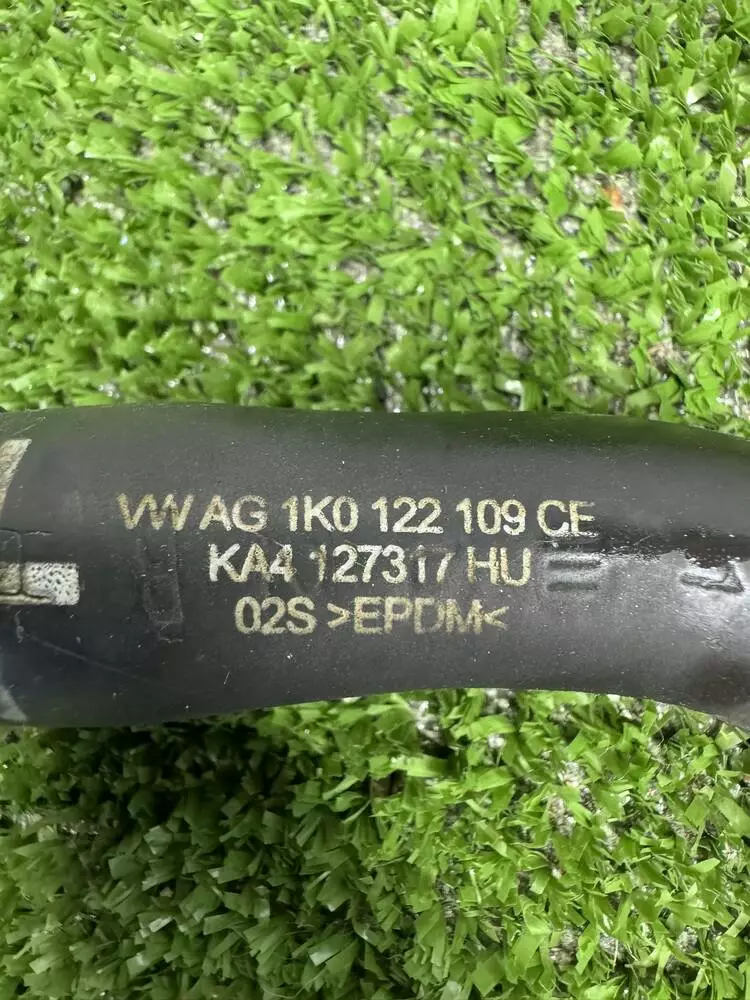 VW AG 1K0 122 109 CE
KA4 127317 HU
02S >EPDM<